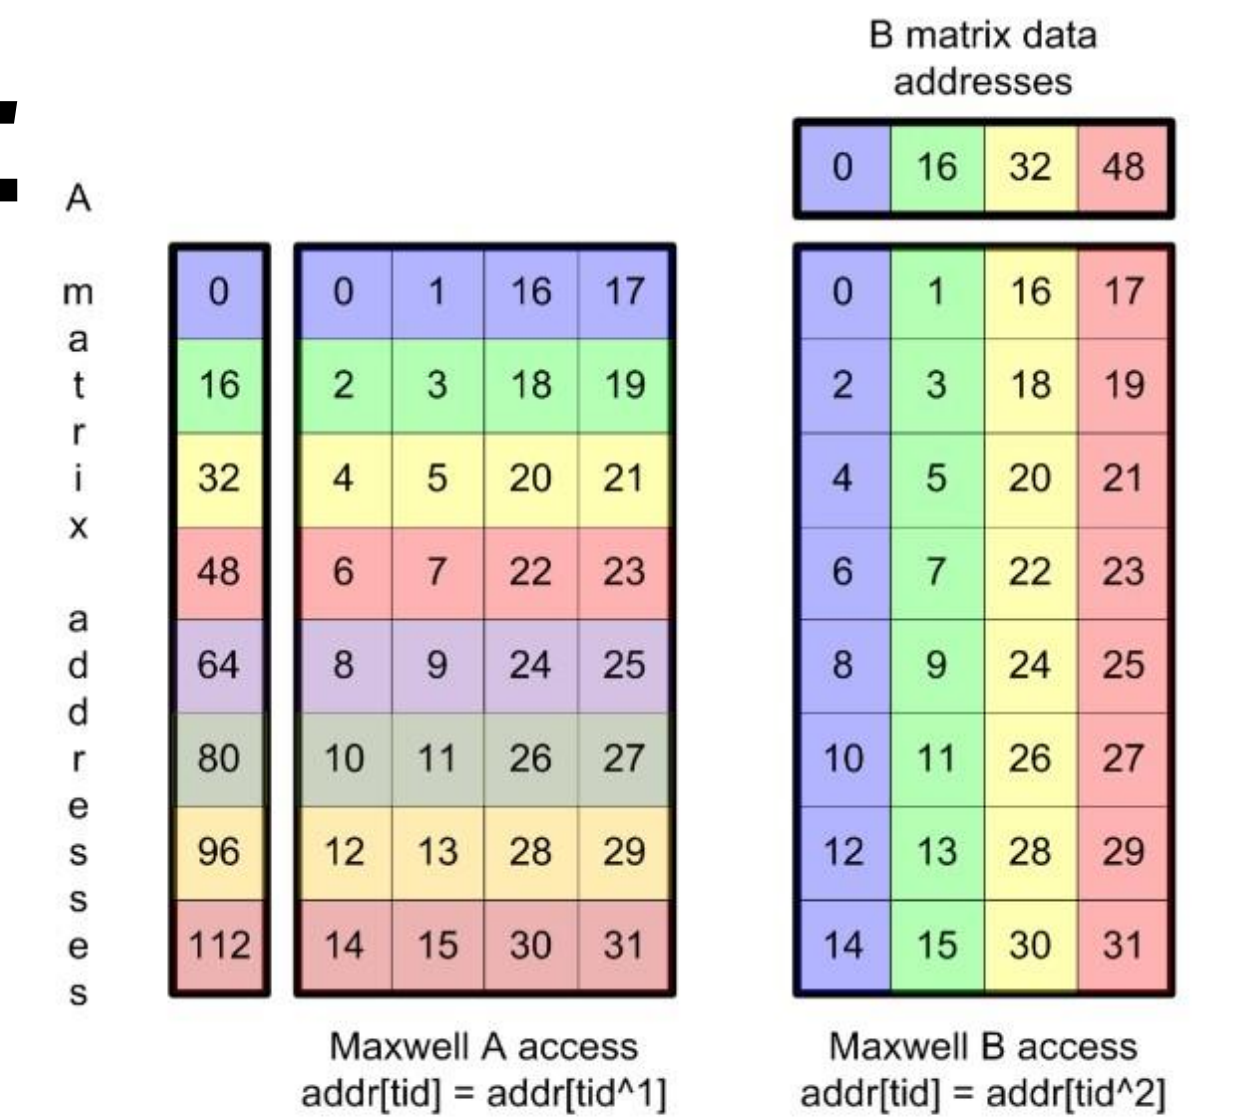 B matrix data
addresses
0 16 32 48
A matrix addresses
0 0 1 16 17 0 1 16 17
16 2 3 18 19 2 3 18 19
32 4 5 20 21 4 5 20 21
48 6 7 22 23 6 7 22 23
64 8 9 24 25 8 9 24 25
80 10 11 26 27 10 11 26 27
96 12 13 28 29 12 13 28 29
112 14 15 30 31 14 15 30 31
Maxwell A access
addr[tid] = addr[tid^1]
Maxwell B access
addr[tid] = addr[tid^2]